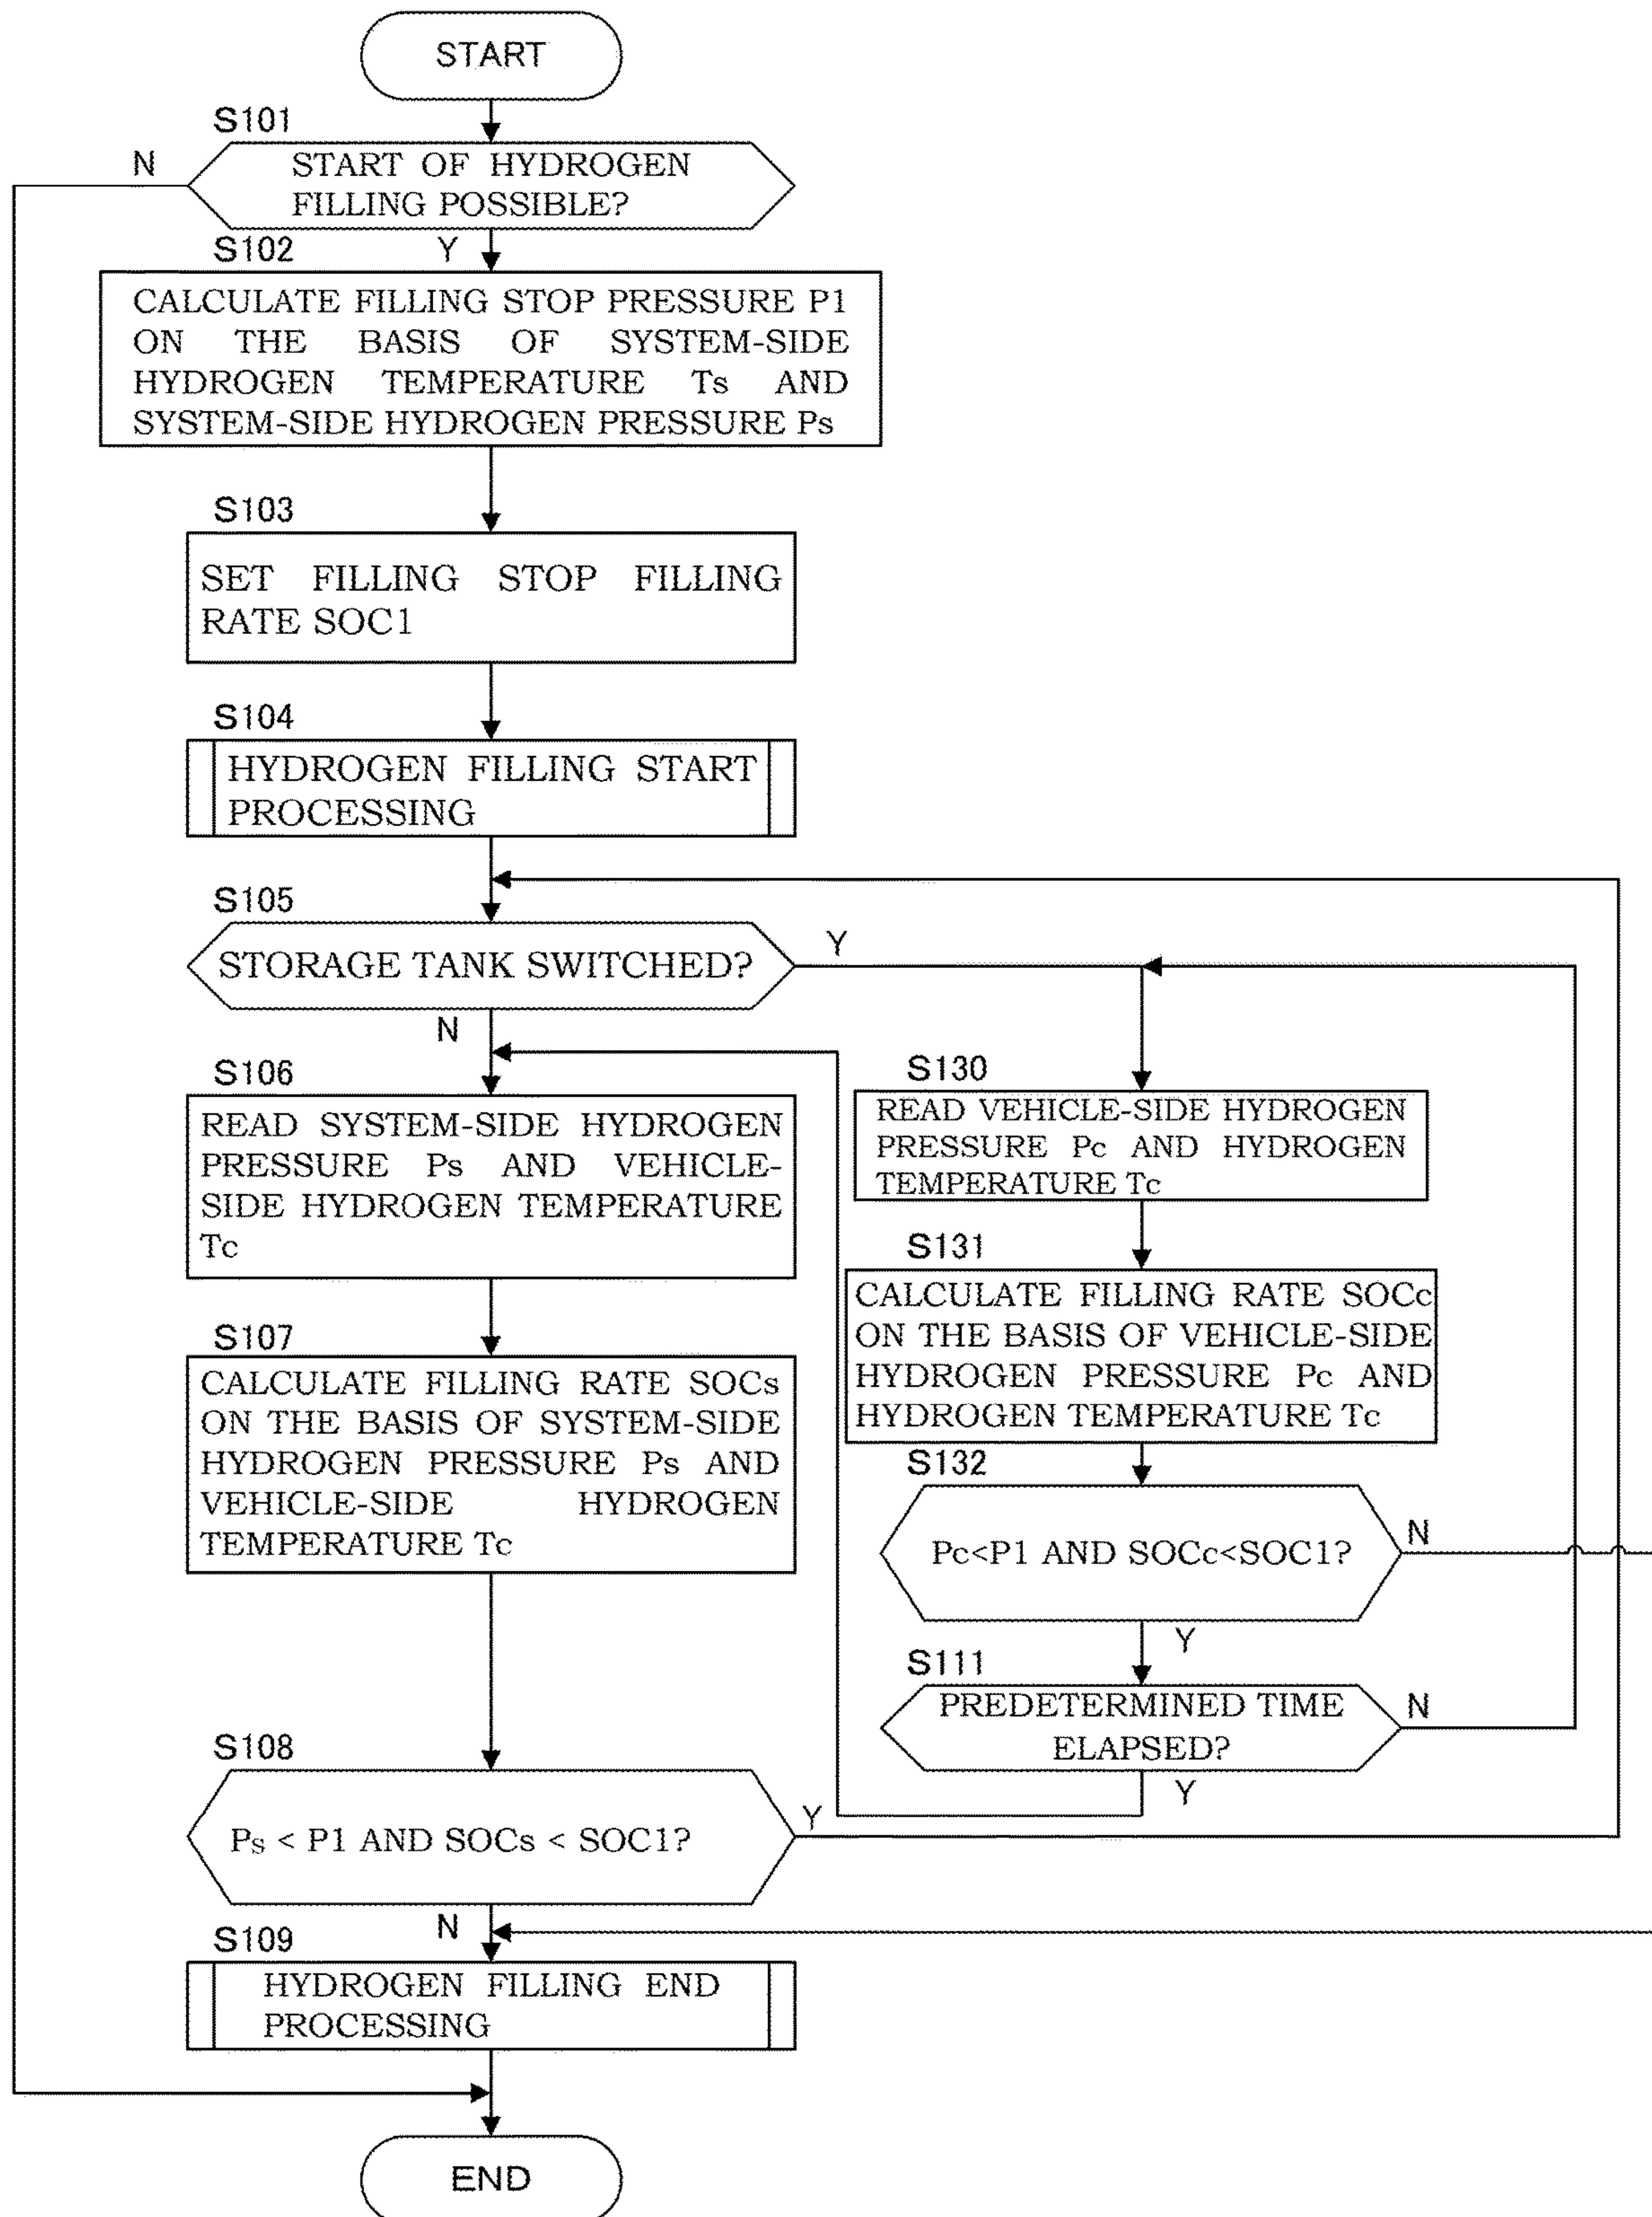 START
S101
N
START OF HYDROGEN
FILLING POSSIBLE?
S102
Y
CALCULATE FILLING STOP PRESSURE P1
ON THE BASIS OF SYSTEM-SIDE
HYDROGEN TEMPERATURE Ts AND
SYSTEM-SIDE HYDROGEN PRESSURE Ps
S103
SET FILLING STOP FILLING
RATE SOC1
S104
HYDROGEN FILLING START
PROCESSING
S105
STORAGE TANK SWITCHED?
Y
N
S106
READ SYSTEM-SIDE HYDROGEN
PRESSURE Ps AND VEHICLE-
SIDE HYDROGEN TEMPERATURE
Tc
S107
CALCULATE FILLING RATE SOCs
ON THE BASIS OF SYSTEM-SIDE
HYDROGEN PRESSURE Ps AND
VEHICLE-SIDE HYDROGEN
TEMPERATURE Tc
S130
READ VEHICLE-SIDE HYDROGEN
PRESSURE Pc AND HYDROGEN
TEMPERATURE Tc
S131
CALCULATE FILLING RATE SOCc
ON THE BASIS OF VEHICLE-SIDE
HYDROGEN PRESSURE Pc AND
HYDROGEN TEMPERATURE Tc
S132
Pc<P1 AND SOCc<SOC1?
N
Y
S111
PREDETERMINED TIME
ELAPSED?
N
Y
S108
Ps < P1 AND SOCs < SOC1?
Y
N
S109
HYDROGEN FILLING END
PROCESSING
END